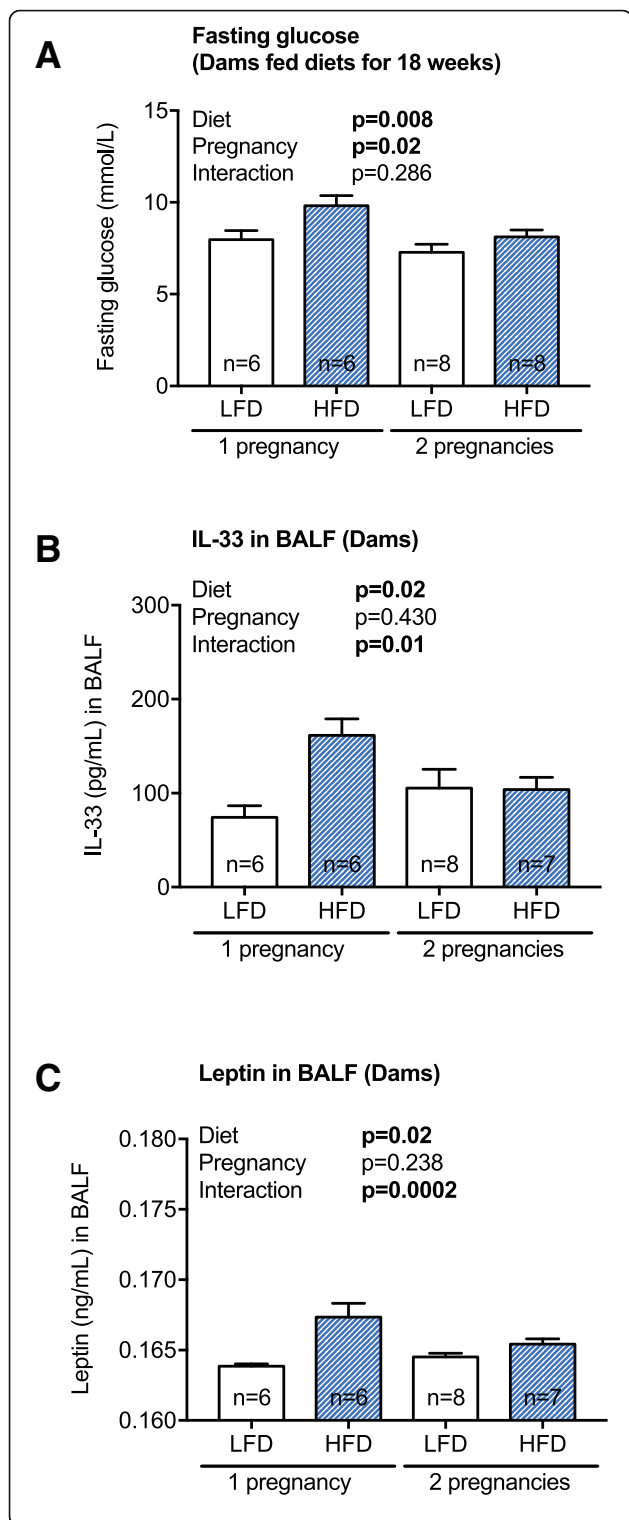 A
Fasting glucose
(Dams fed diets for 18 weeks)
Diet p=0.008
Pregnancy p=0.02
Interaction p=0.286
Fasting glucose (mmol/L)
15
10
5
0
n=6 n=6 n=8 n=8
LFD HFD LFD HFD
1 pregnancy 2 pregnancies
B
IL-33 in BALF (Dams)
Diet p=0.02
Pregnancy p=0.430
Interaction p=0.01
IL-33 (pg/mL) in BALF
300
200
100
0
n=6 n=6 n=8 n=7
LFD HFD LFD HFD
1 pregnancy 2 pregnancies
C
Leptin in BALF (Dams)
Diet p=0.02
Pregnancy p=0.238
Interaction p=0.0002
Leptin (ng/mL) in BALF
0.180
0.175
0.170
0.165
0.160
n=6 n=6 n=8 n=7
LFD HFD LFD HFD
1 pregnancy 2 pregnancies